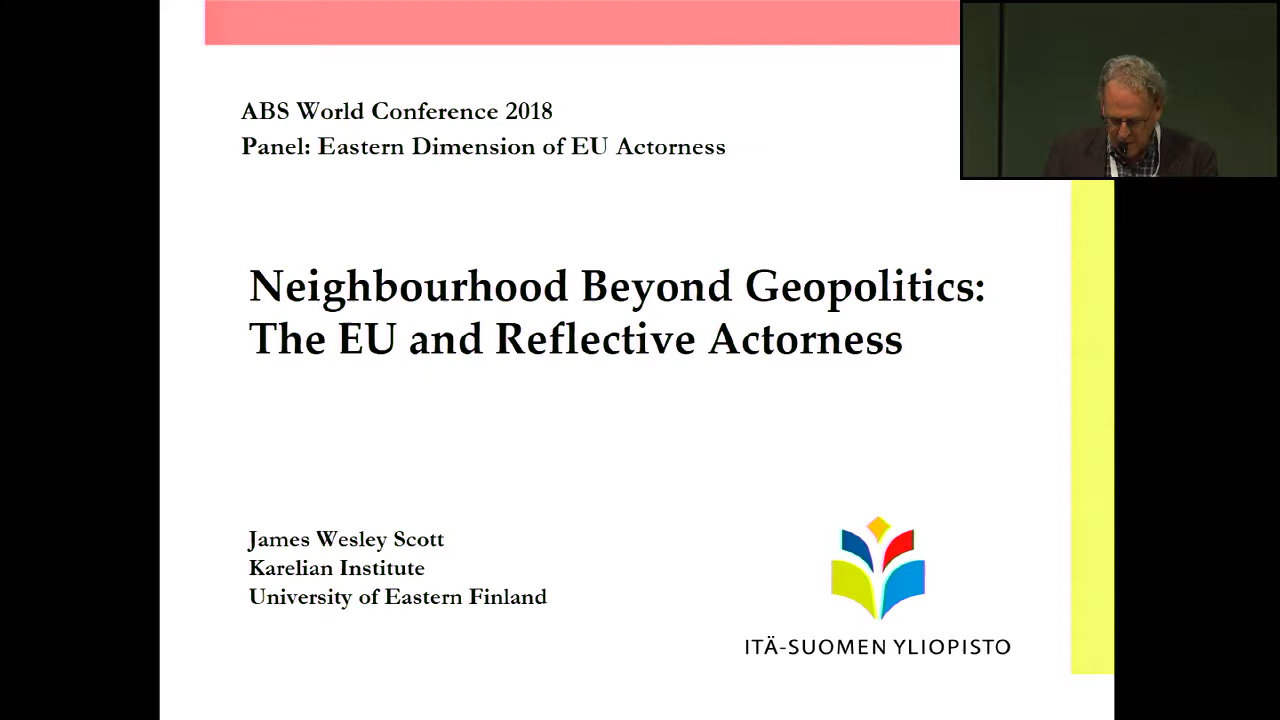 ABS World Conference 2018
Panel: Eastern Dimension of EU Actorness
Neighbourhood Beyond Geopolitics:
The EU and Reflective Actorness
James Wesley Scott
Karelian Institute
University of Eastern Finland
ITÄ-SUOMEN YLIOPISTO